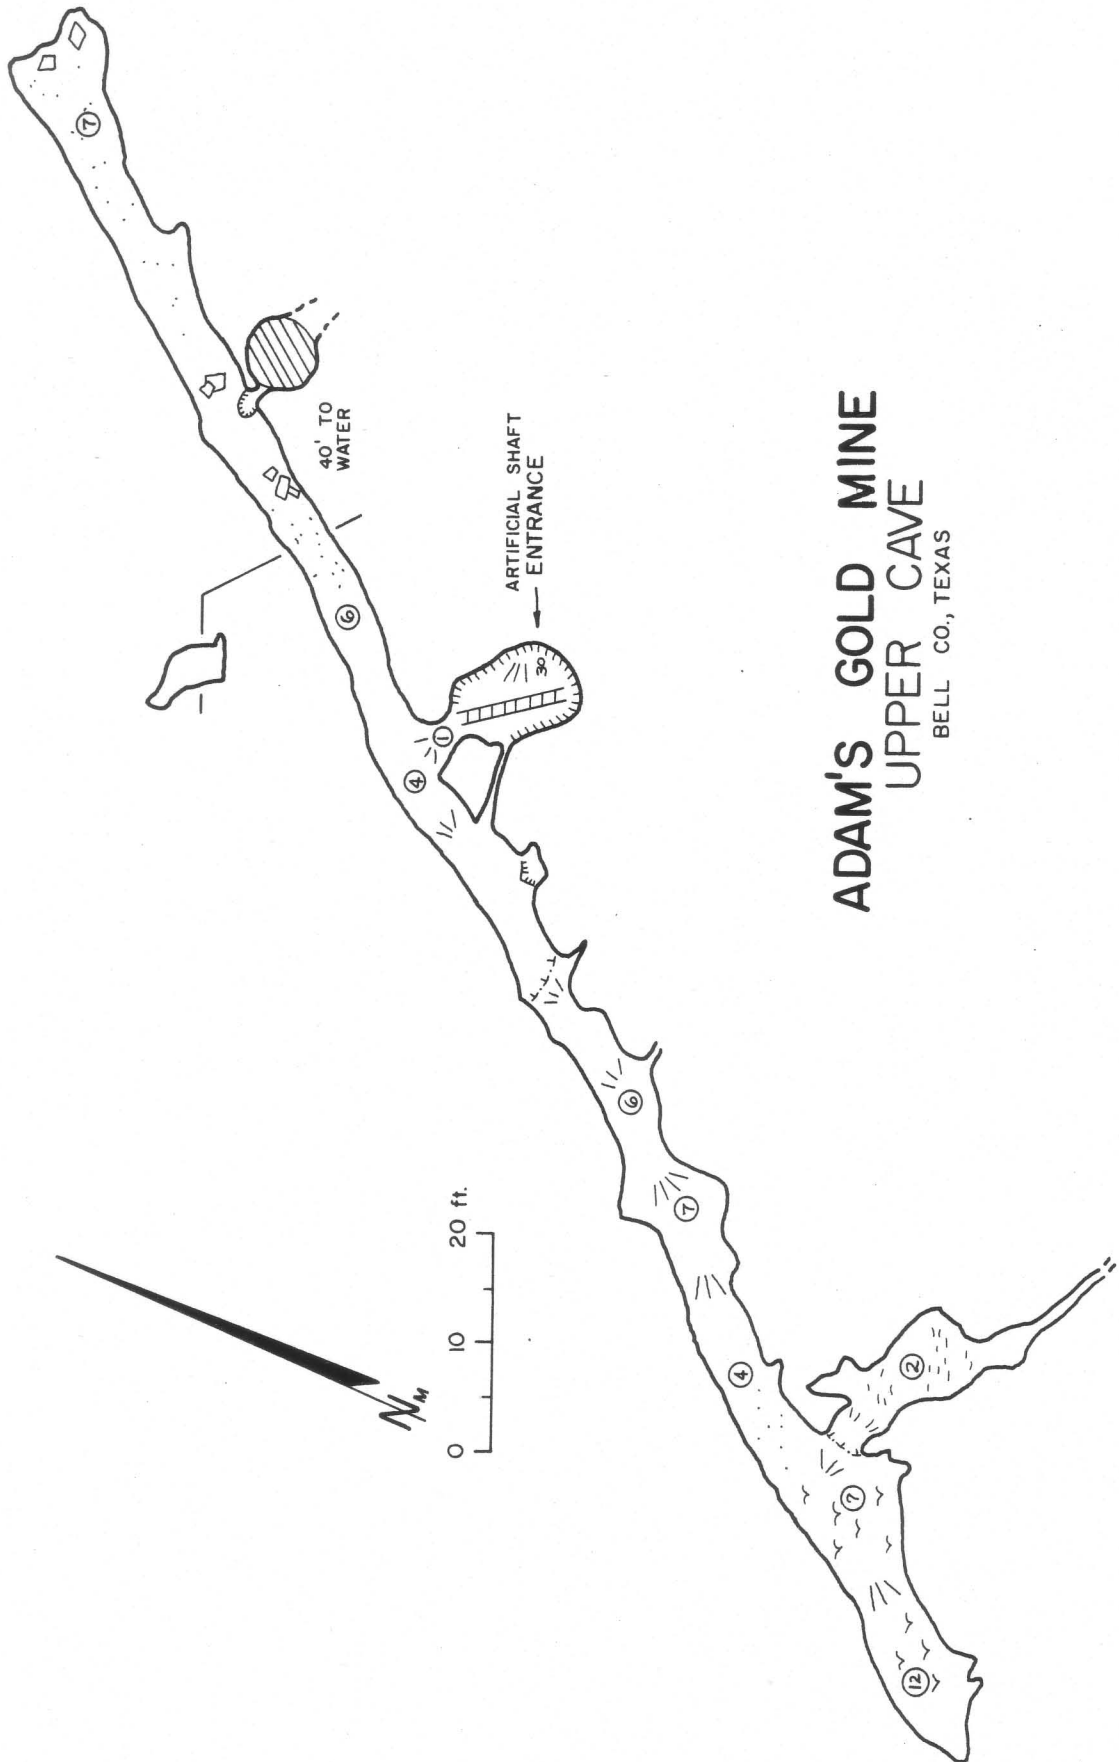 ADAM'S GOLD MINE
UPPER CAVE
BELL CO., TEXAS
ARTIFICIAL SHAFT
ENTRANCE
40' TO
WATER
0 10 20 ft.
NM
7
6
1
30
4
6
7
4
2
7
12